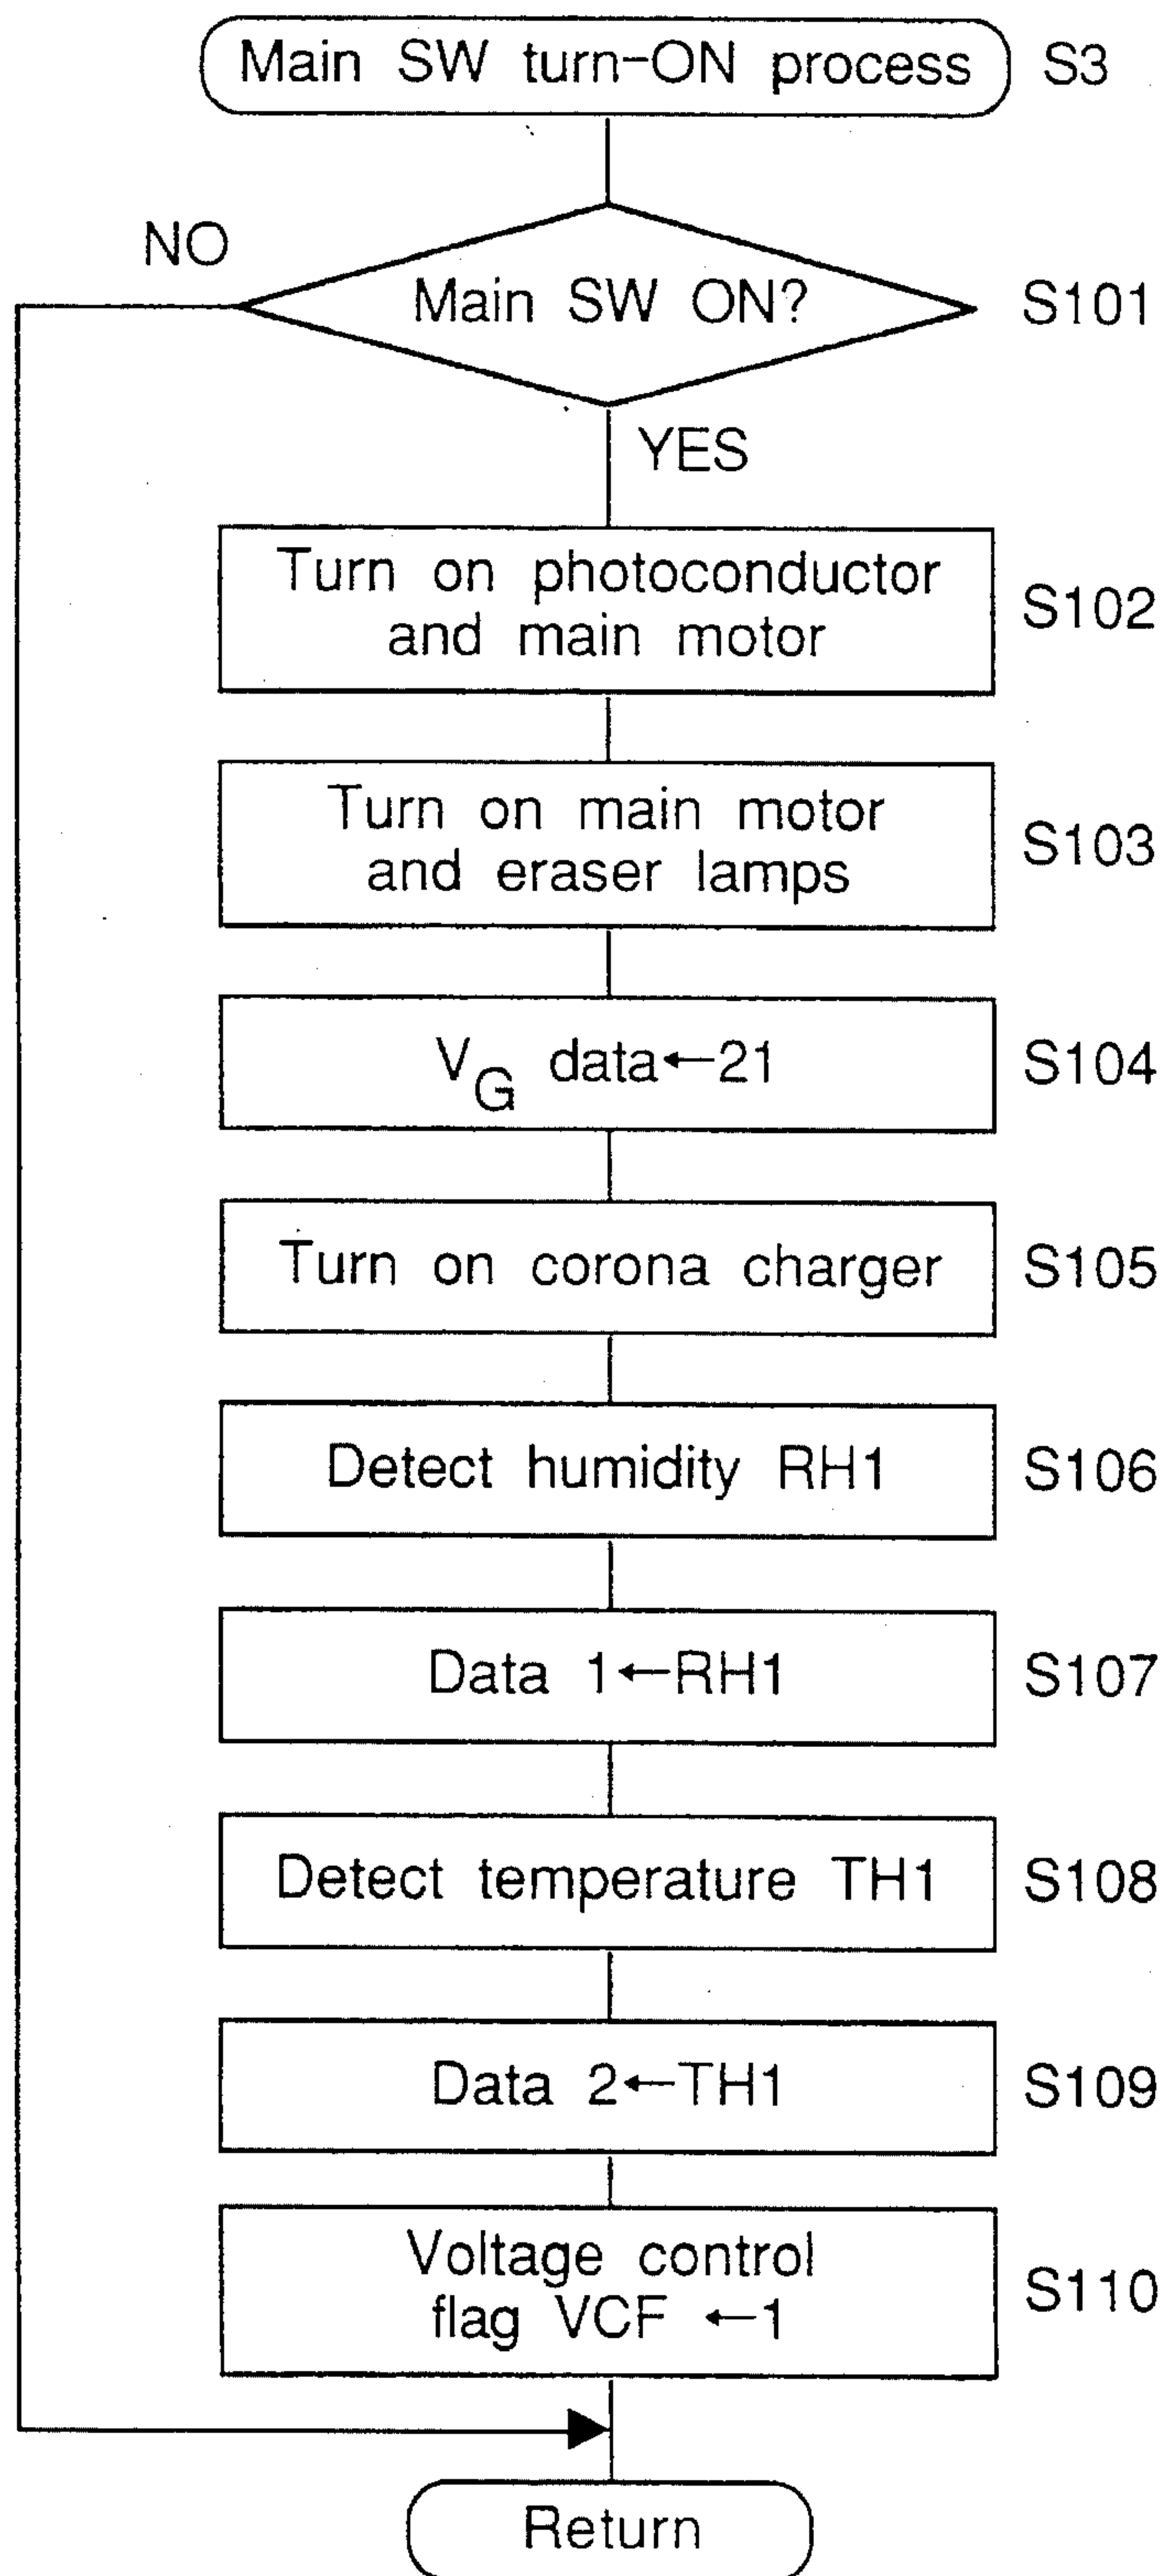 Main SW turn-ON process S3
NO
Main SW ON? S101
YES
Turn on photoconductor
and main motor
S102
Turn on main motor
and eraser lamps
S103
VG data←21 S104
Turn on corona charger S105
Detect humidity RH1 S106
Data 1←RH1 S107
Detect temperature TH1 S108
Data 2←TH1 S109
Voltage control
flag VCF ←1
S110
Return